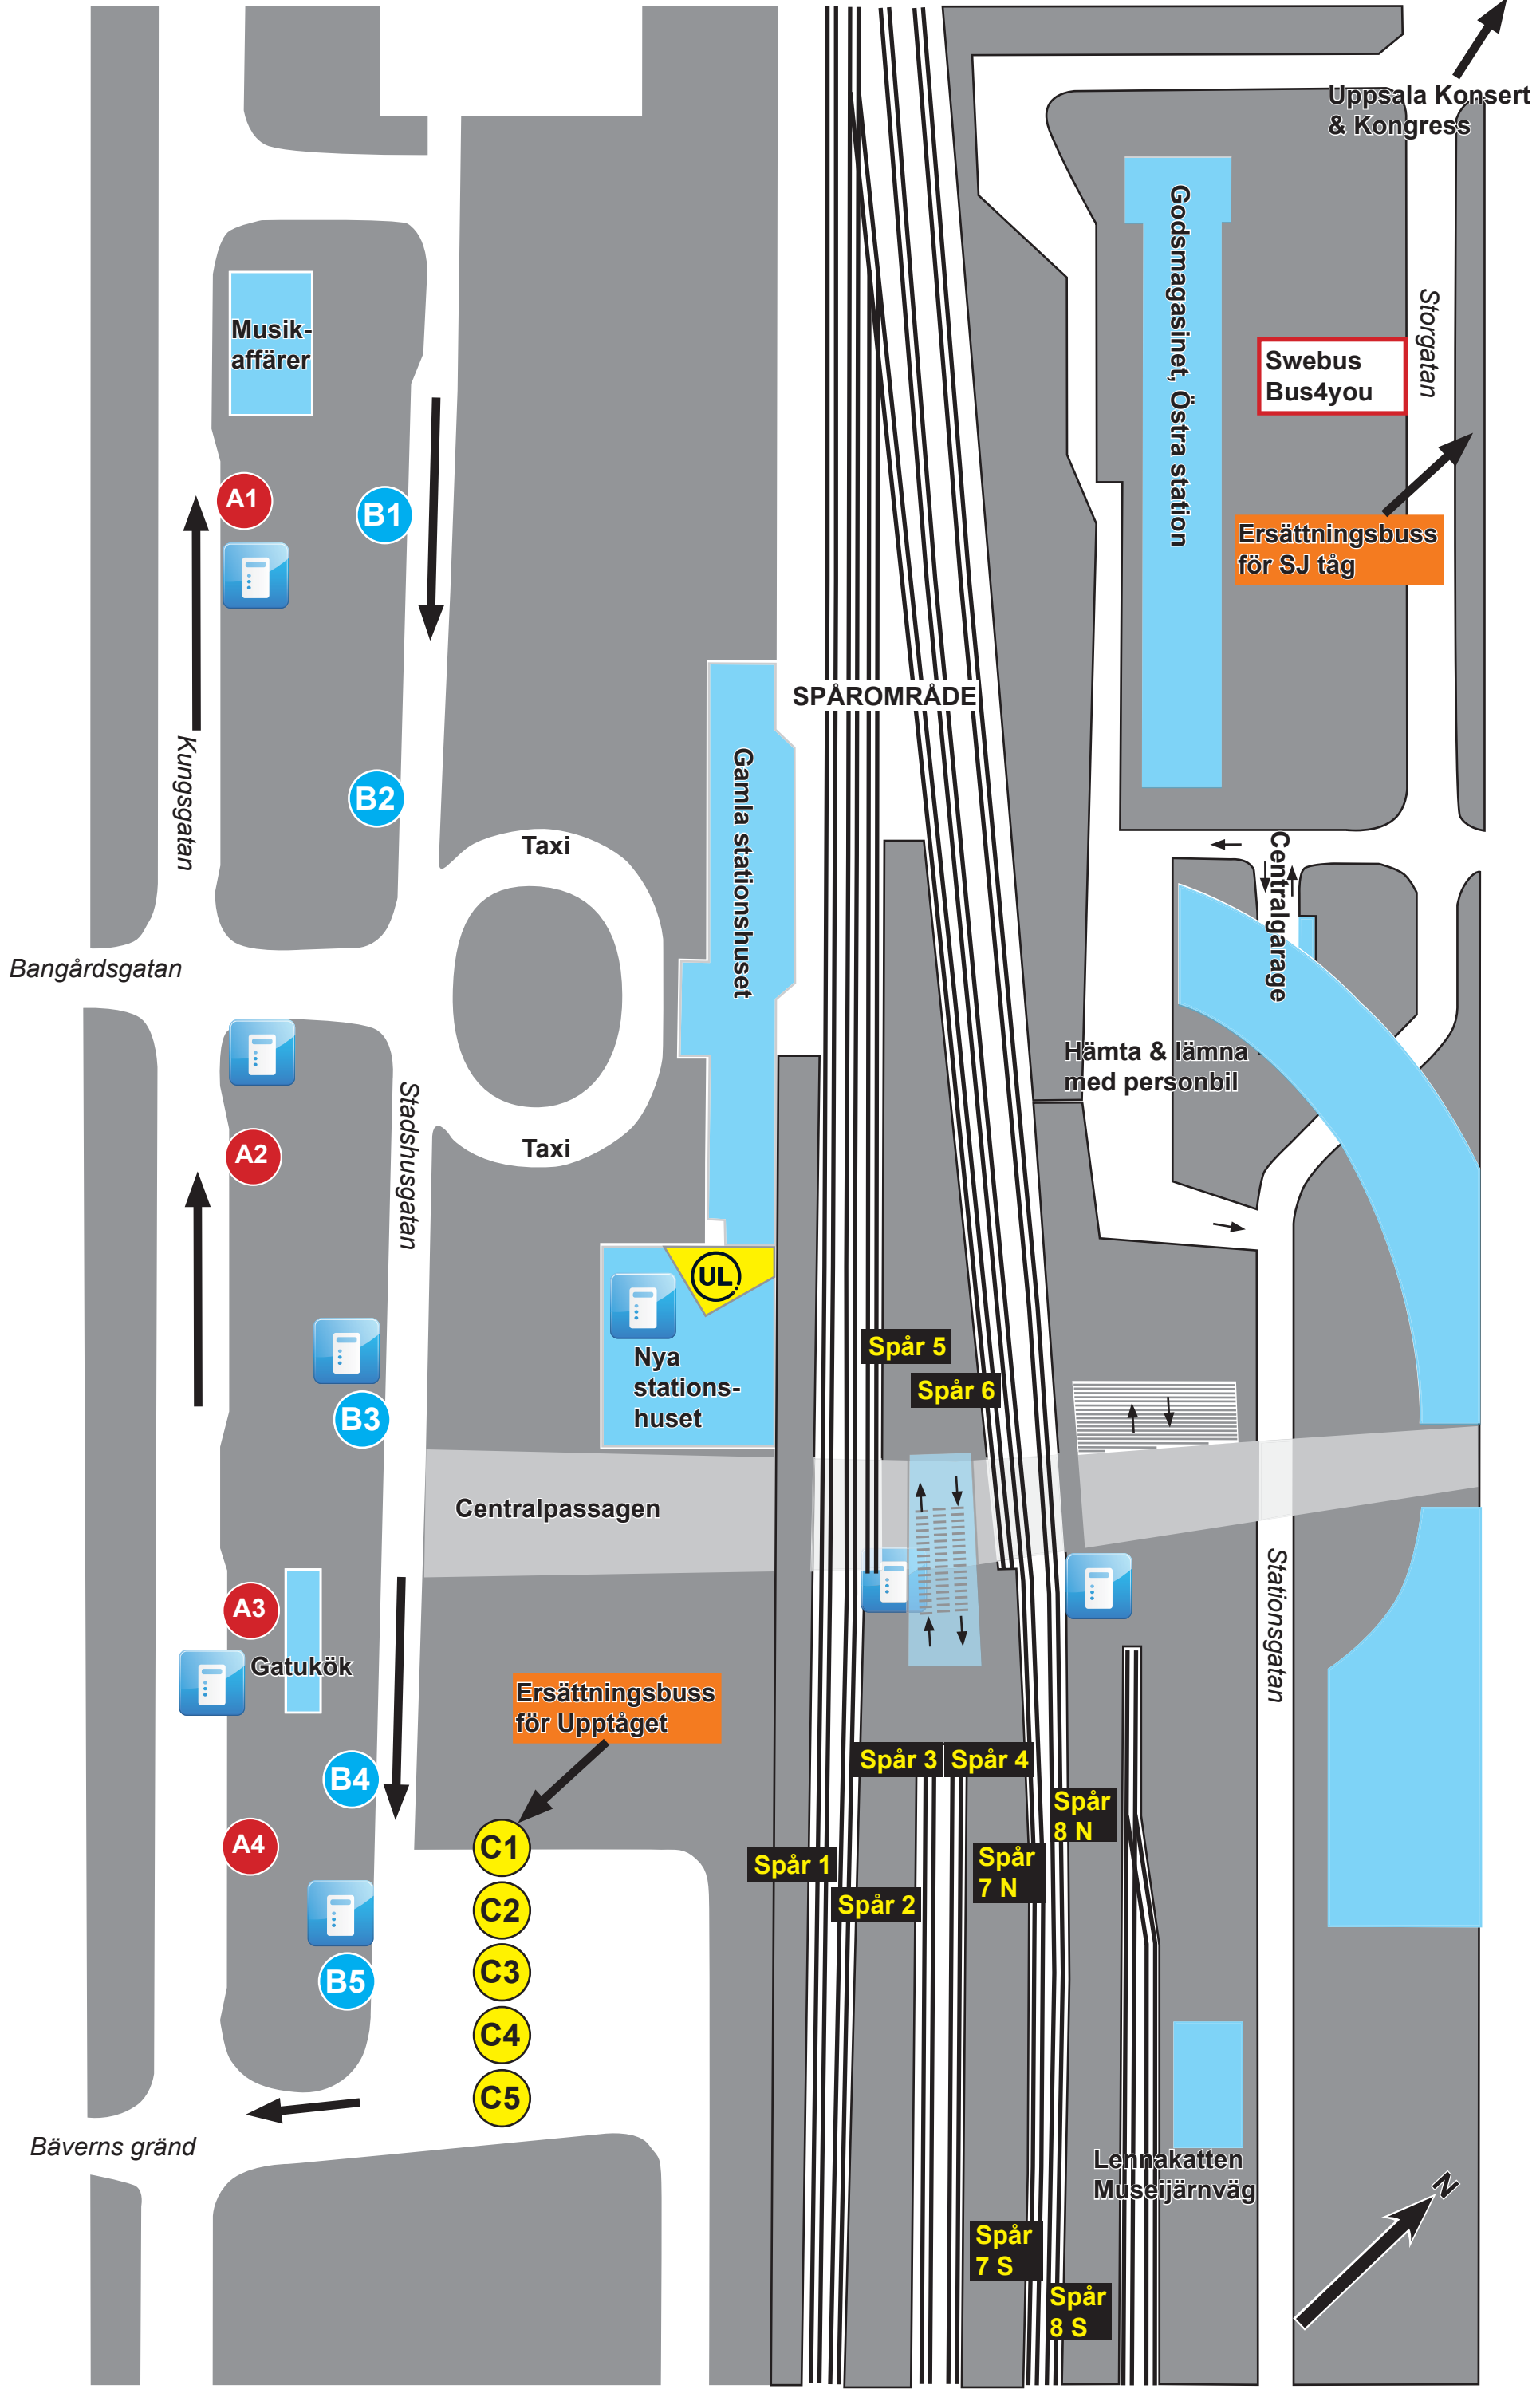 Uppsala Konsert
& Kongress
Godsmagasinet, Östra station
Storgatan
Musik-
affärer
Swebus
Bus4you
A1
B1
Ersättningsbuss
för SJ tåg
SPÅROMRÅDE
Kungsgatan
Gamla stationshuset
B2
Taxi
Centralgarage
Bangårdsgatan
Hämta & lämna
med personbil
Stadshusgatan
A2
Taxi
UL
Spår 5
Nya
stations-
huset
Spår 6
B3
Centralpassagen
Stationsgatan
A3
Gatukök
Ersättningsbuss
för Upptåget
Spår 3
Spår 4
B4
Spår
8 N
A4
C1
Spår 1
Spår
7 N
C2
Spår 2
C3
B5
C4
C5
Bäverns gränd
Lennakatten
Museijärnväg
N
Spår
7 S
Spår
8 S